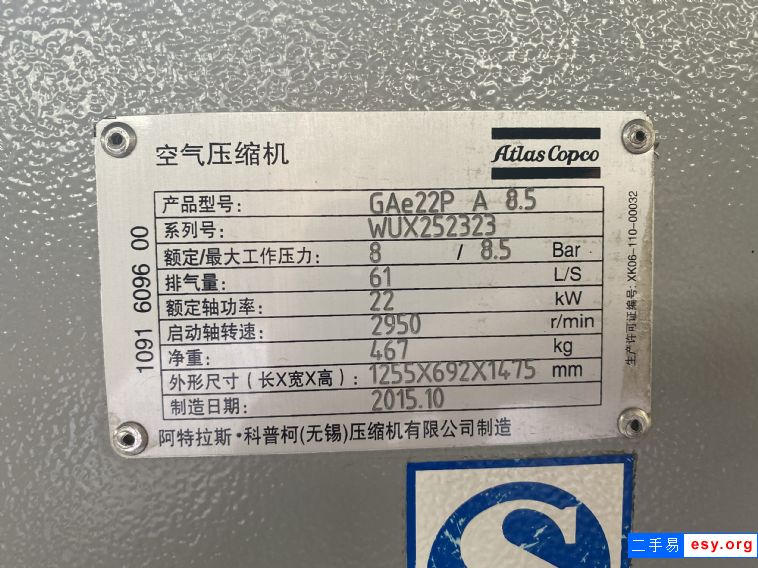 空气压缩机
Atlas Copco
产品型号: GAe22P A 8.5
系列号: WUX252323
额定/最大工作压力: 8 / 8.5 Bar
排气量: 61 L/S
额定轴功率: 22 kW
启动轴转速: 2950 r/min
净重: 467 kg
外形尺寸(长X宽X高): 1255X692X1475 mm
制造日期: 2015.10
阿特拉斯·科普柯(无锡)压缩机有限公司制造
1091 6096 00
生产许可证编号: XK06-110-00032
二手易 esy.org